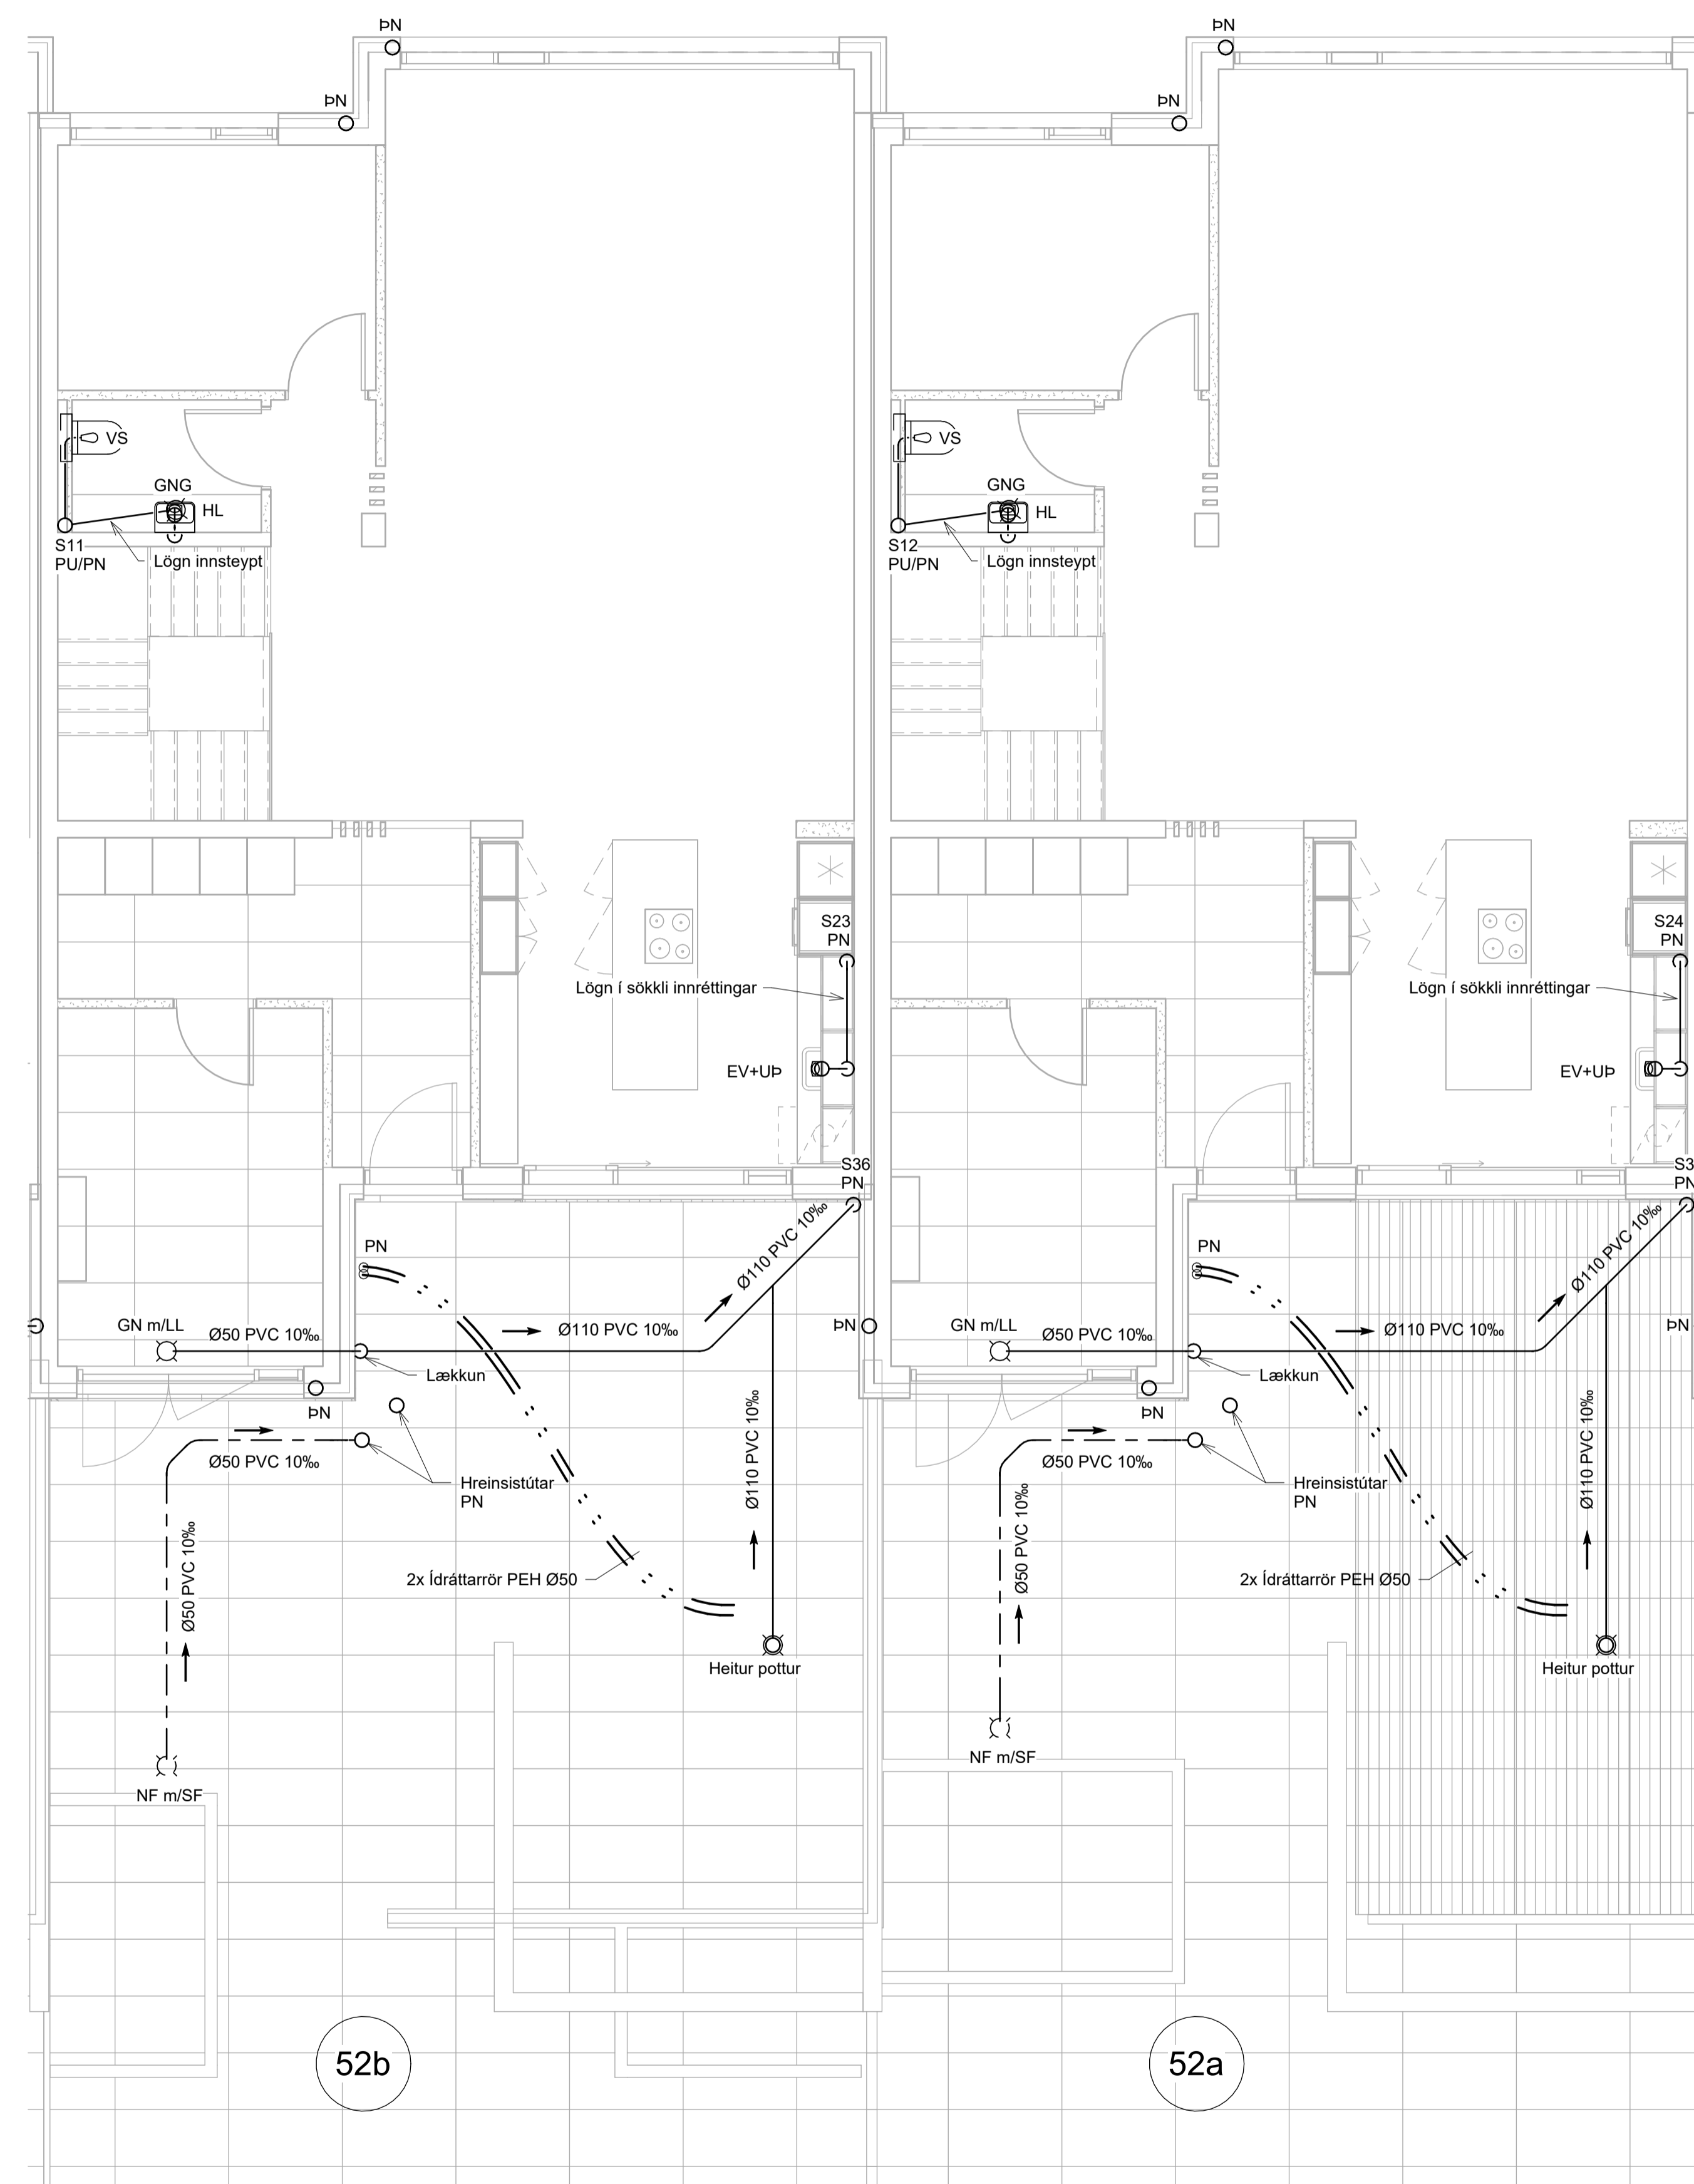 ÞN
ÞN
ÞN
ÞN
VS
GNG
HL
S11
PU/PN
Lögn innsteypt
VS
GNG
HL
S12
PU/PN
Lögn innsteypt
S23
PN
Lögn í sökkli innréttingar
EV+UÞ
S24
PN
Lögn í sökkli innréttingar
EV+UÞ
S36
PN
S3
PN
PN
Ø110 PVC 10‰
GN m/LL
Ø50 PVC 10‰
Ø110 PVC 10‰
ÞN
Lækkun
ÞN
Ø50 PVC 10‰
Hreinsistútar
PN
Ø110 PVC 10‰
Ø50 PVC 10‰
2x Ídráttarrör PEH Ø50
Heitur pottur
NF m/SF
PN
Ø110 PVC 10‰
GN m/LL
Ø50 PVC 10‰
Ø110 PVC 10‰
ÞN
Lækkun
ÞN
Ø50 PVC 10‰
Hreinsistútar
PN
Ø110 PVC 10‰
Ø50 PVC 10‰
2x Ídráttarrör PEH Ø50
Heitur pottur
NF m/SF
52b
52a